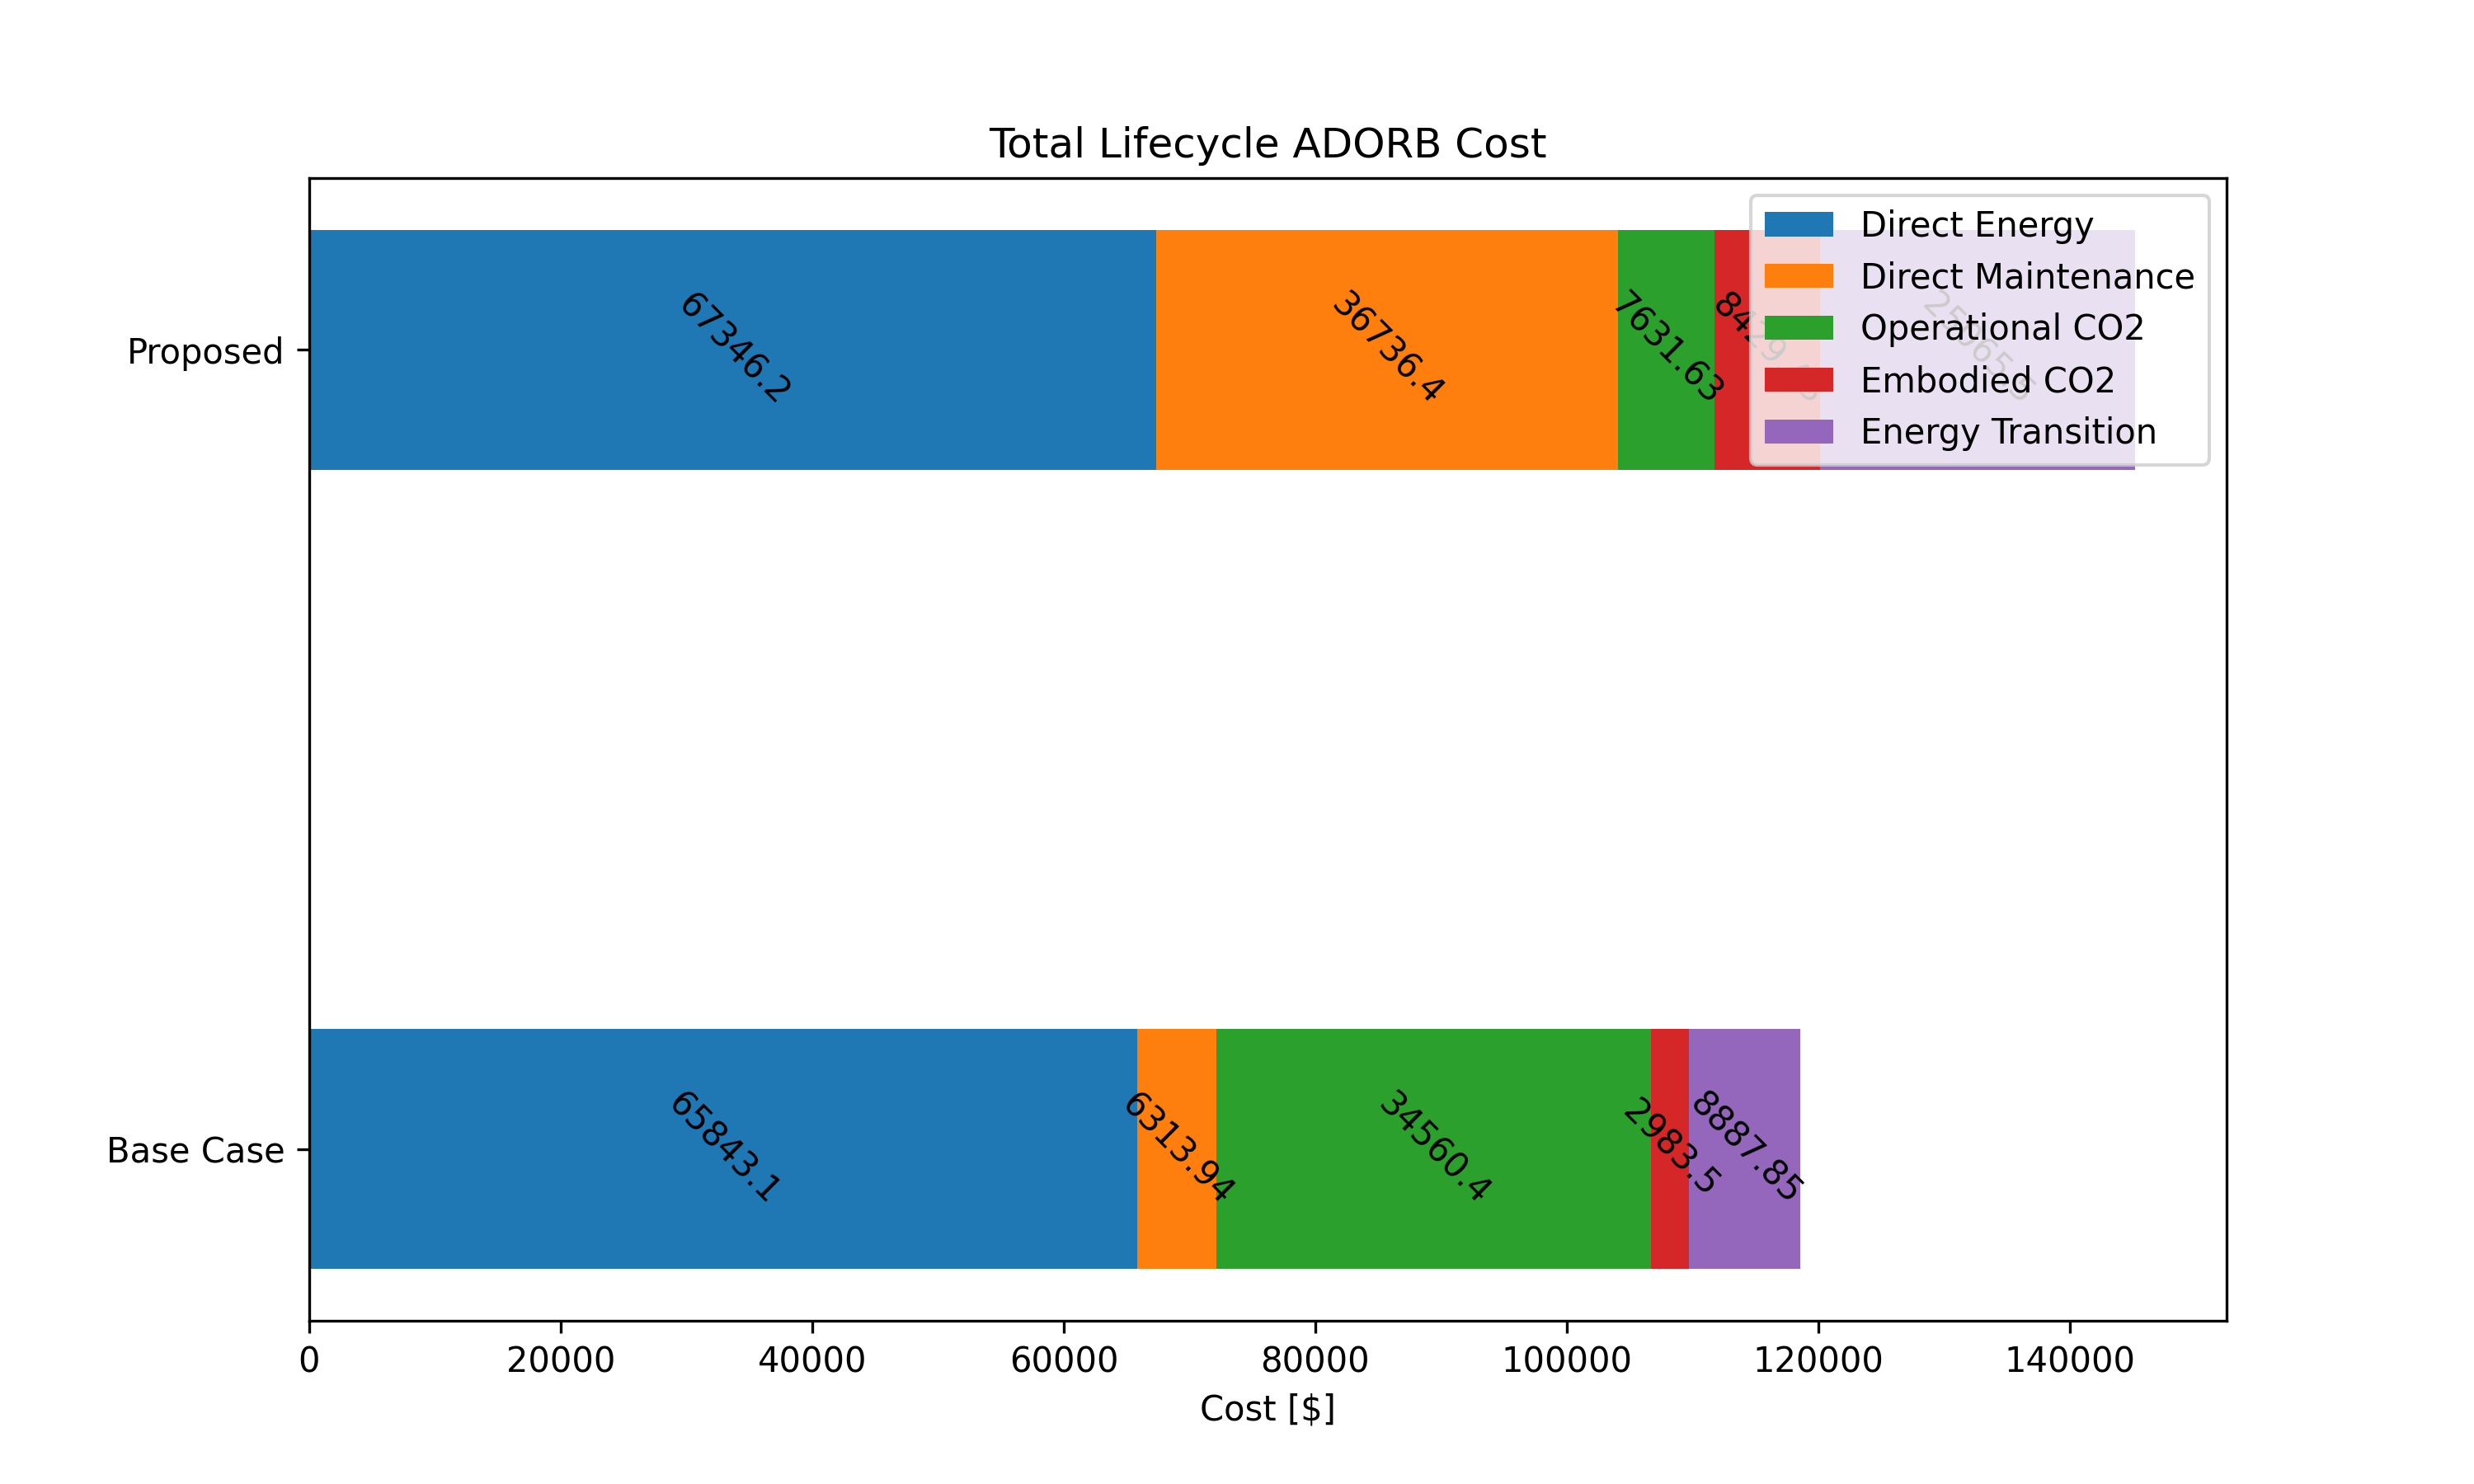 Total Lifecycle ADORB Cost
Direct Energy
Direct Maintenance
Operational CO2
Embodied CO2
Energy Transition
Proposed
67346.2
36736.4
7631.63
Base Case
65843.1
6313.94
34560.4
2983.5
8887.85
0 20000 40000 60000 80000 100000 120000 140000
Cost [$]